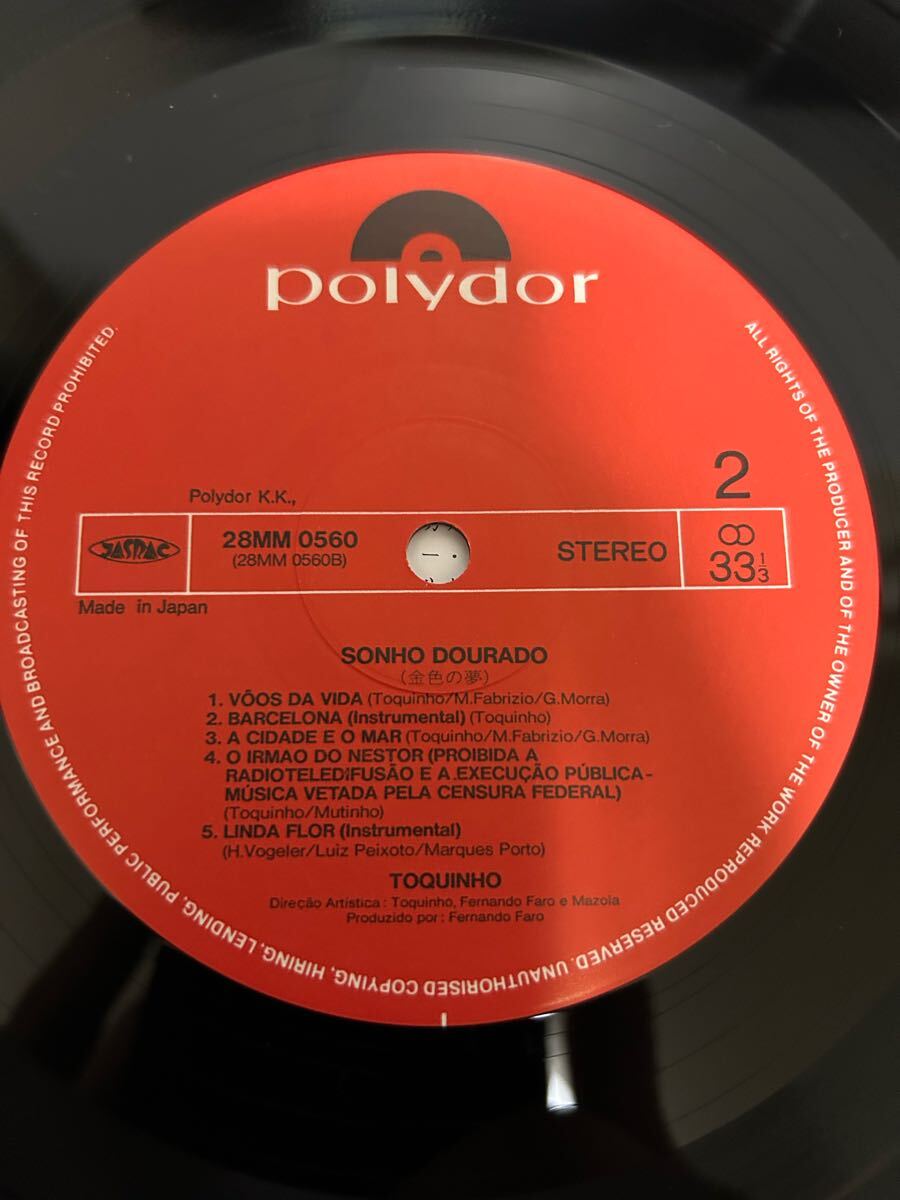 polydor
ALL RIGHTS OF THE PRODUCER AND OF THE OWNER OF THE WORK REPRODUCED RESERVED. UNAUTHORISED COPYING, HIRING, LENDING, PUBLIC PERFORMANCE AND BROADCASTING OF THIS RECORD PROHIBITED.
2
Polydor K.K.,
JASRAC
28MM 0560
(28MM 0560B)
STEREO
33 1/3
Made in Japan
SONHO DOURADO
(金色の夢)
1. VÔOS DA VIDA (Toquinho/M.Fabrizio/G.Morra)
2. BARCELONA (Instrumental) (Toquinho)
3. A CIDADE E O MAR (Toquinho/M.Fabrizio/G.Morra)
4. O IRMAO DO NESTOR (PROIBIDA A
RADIOTELEDIFUSÃO E A.EXECUÇÃO PÚBLICA-
MÚSICA VETADA PELA CENSURA FEDERAL)
(Toquinho/Mutinho)
5. LINDA FLOR (Instrumental)
(H.Vogeler/Luiz Peixoto/Marques Porto)
TOQUINHO
Direção Artística : Toquinho, Fernando Faro e Mazola
Produzido por : Fernando Faro